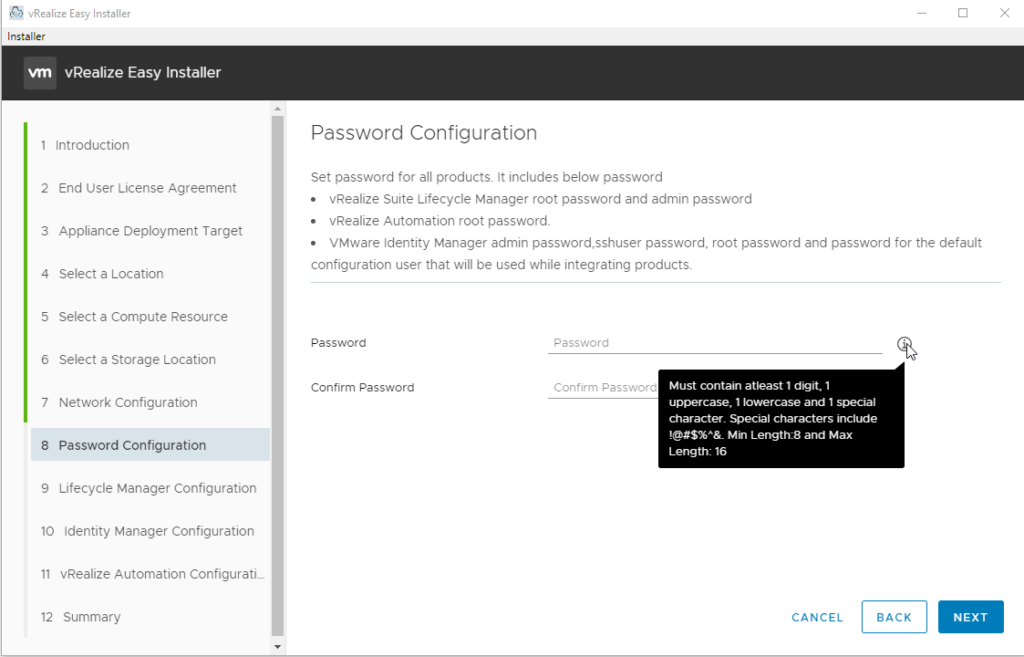 vRealize Easy Installer
Installer
vm vRealize Easy Installer
1 Introduction
2 End User License Agreement
3 Appliance Deployment Target
4 Select a Location
5 Select a Compute Resource
6 Select a Storage Location
7 Network Configuration
8 Password Configuration
9 Lifecycle Manager Configuration
10 Identity Manager Configuration
11 vRealize Automation Configurati...
12 Summary
Password Configuration
Set password for all products. It includes below password
• vRealize Suite Lifecycle Manager root password and admin password
• vRealize Automation root password.
• VMware Identity Manager admin password,sshuser password, root password and password for the default
configuration user that will be used while integrating products.
Password Password
Confirm Password Confirm Password
Must contain atleast 1 digit, 1
uppercase, 1 lowercase and 1 special
character. Special characters include
!@#$%^&. Min Length:8 and Max
Length: 16
CANCEL BACK NEXT